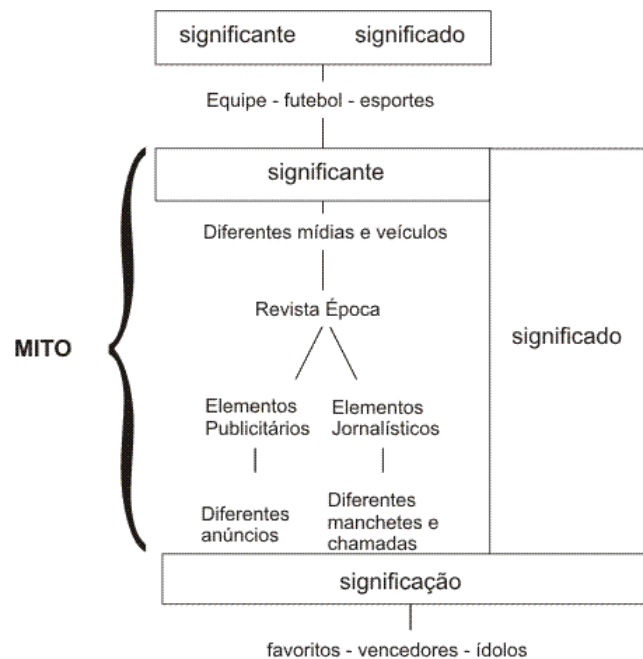 significante significado
Equipe - futebol - esportes
significante
Diferentes mídias e veículos
Revista Época
MITO
significado
Elementos
Publicitários
Elementos
Jornalísticos
Diferentes
anúncios
Diferentes
manchetes e
chamadas
significação
favoritos - vencedores - ídolos